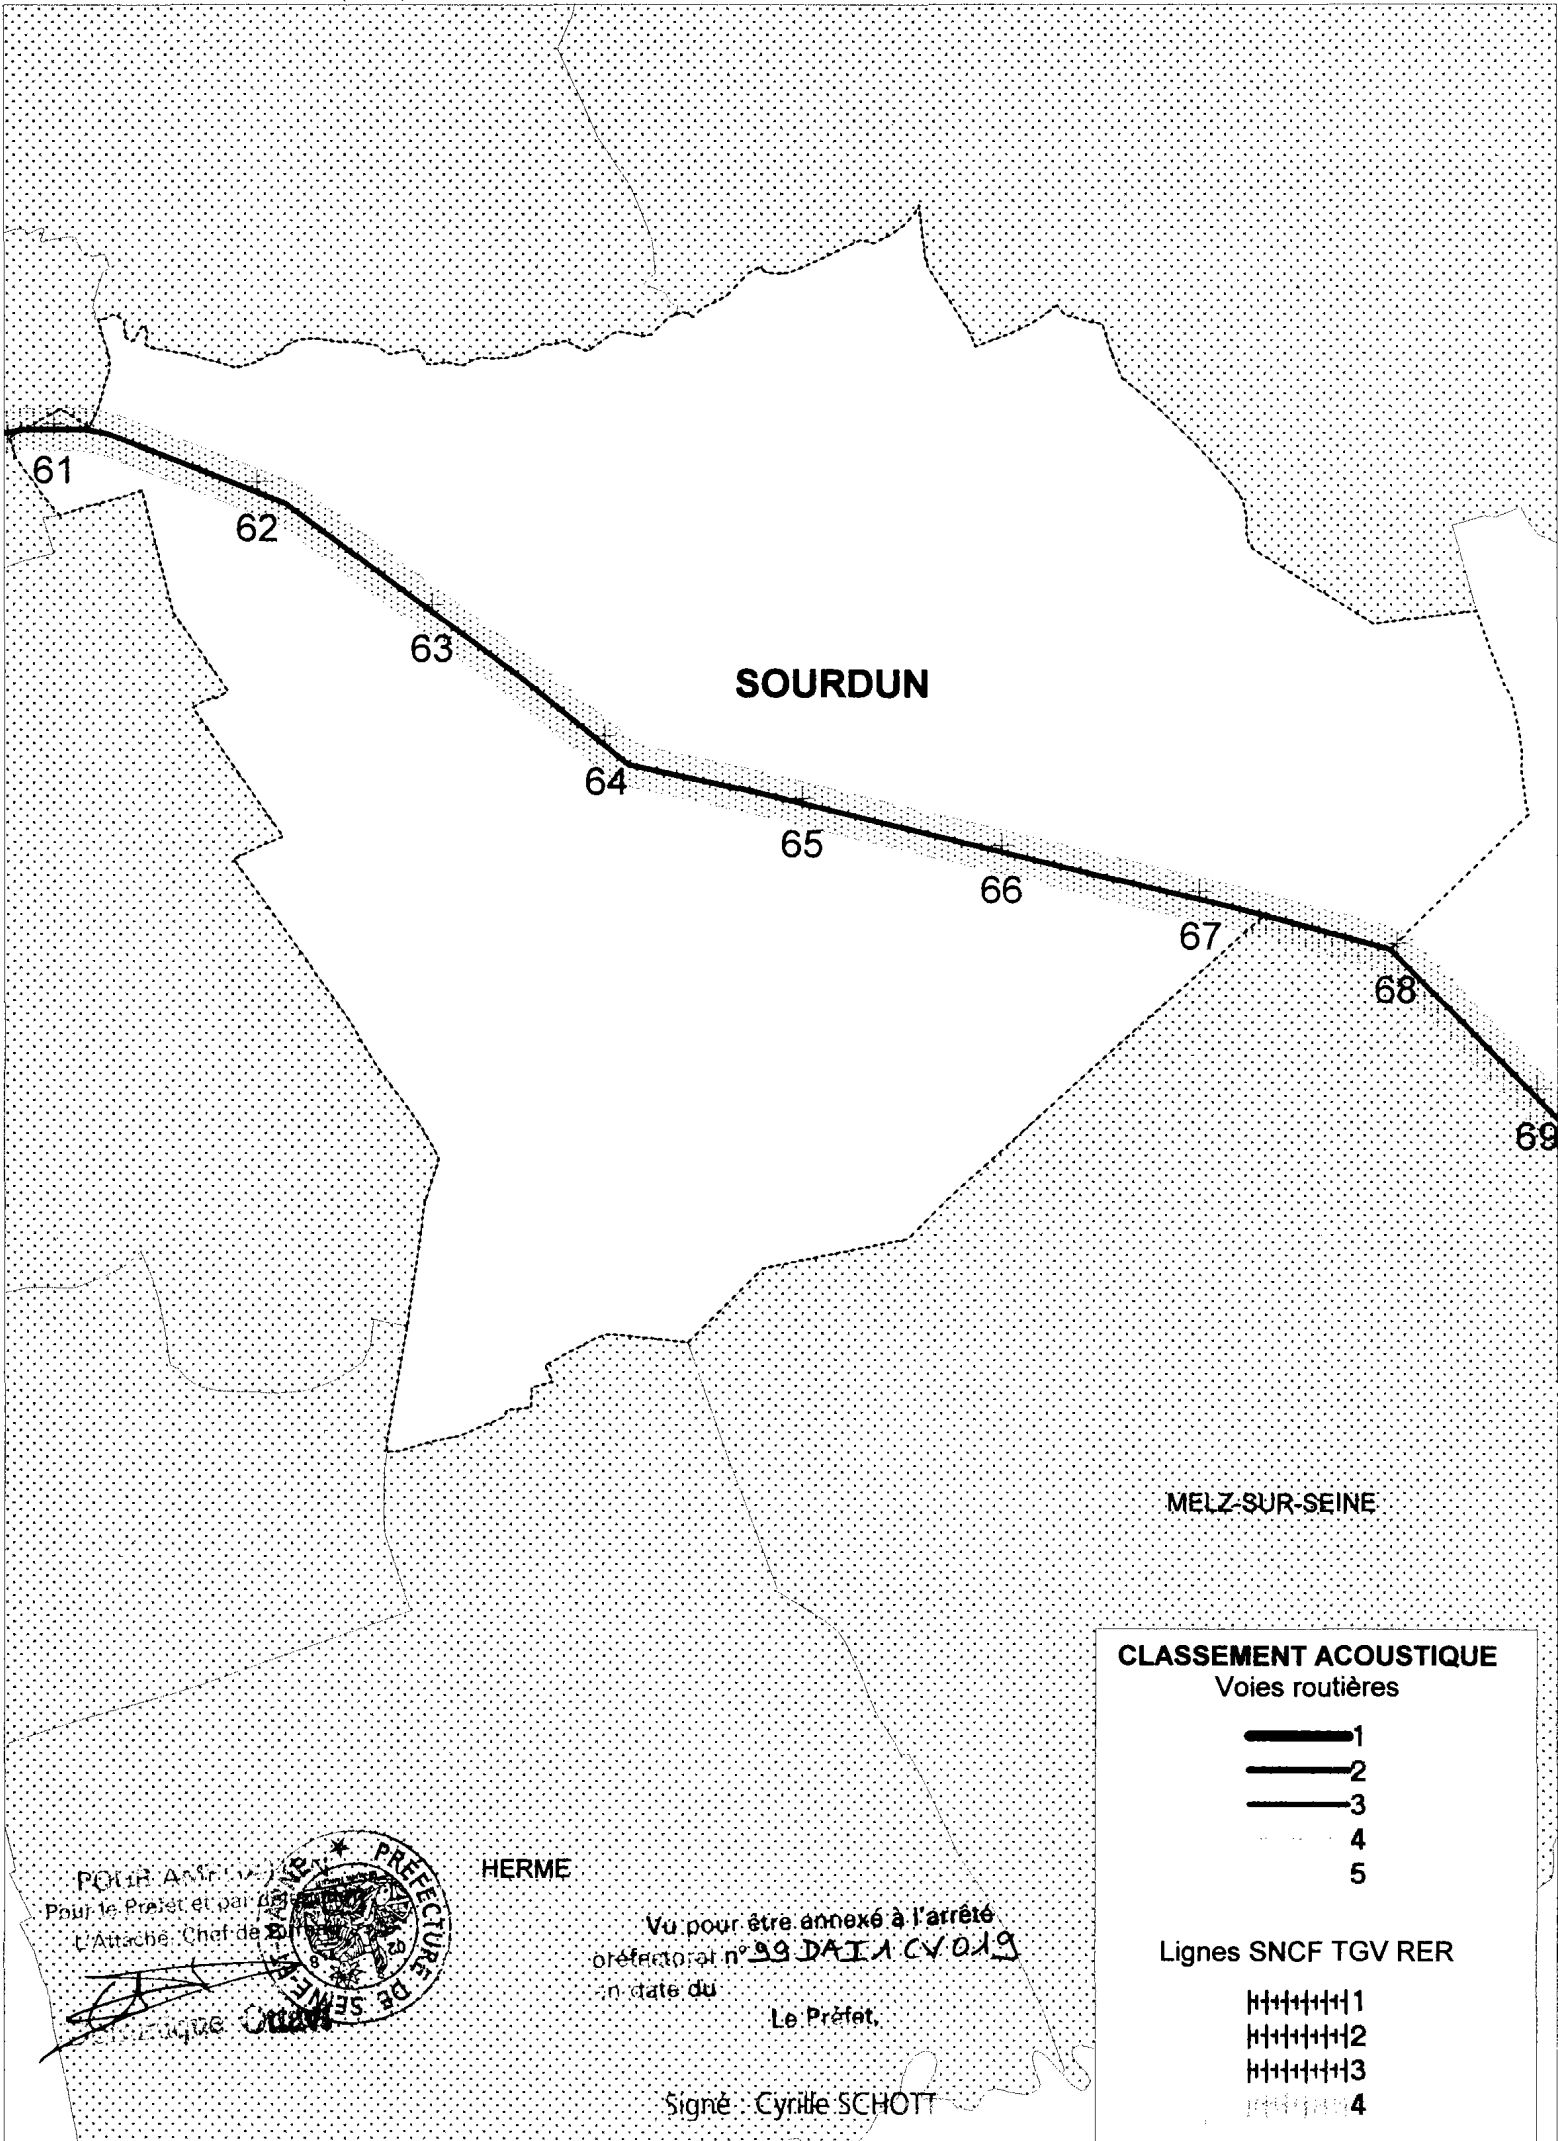 61
62
63
SOURDUN
64
65
66
67
68
69
MELZ-SUR-SEINE
CLASSEMENT ACOUSTIQUE
Voies routières
1
2
3
4
5
Lignes SNCF TGV RER
1
2
3
4
HERME
POUR
Pour le Préfet et par
L'Attaché, Chef de
PRÉFECTURE DE SEINE-ET-MARNE
Vu pour être annexé à l'arrêté
préfectoral n° 99 DAI 1 CV 019
en date du
Le Préfet,
Signé : Cyrille SCHOTT